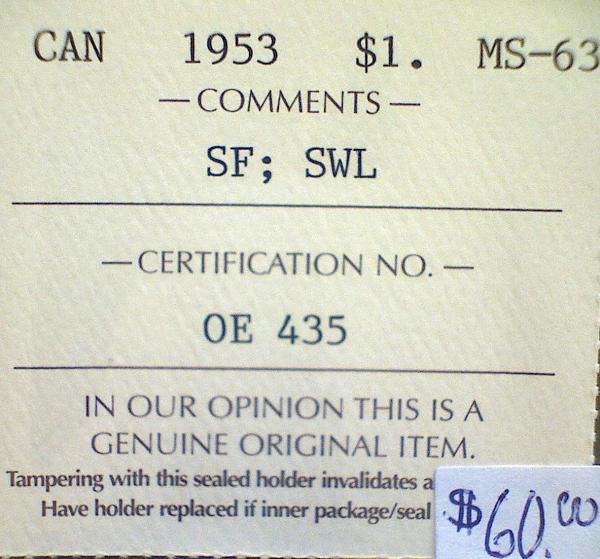 CAN 1953 $1. MS-63
— COMMENTS —
SF; SWL
— CERTIFICATION NO. —
OE 435
IN OUR OPINION THIS IS A
GENUINE ORIGINAL ITEM.
Tampering with this sealed holder invalidates a
Have holder replaced if inner package/seal
$60.00